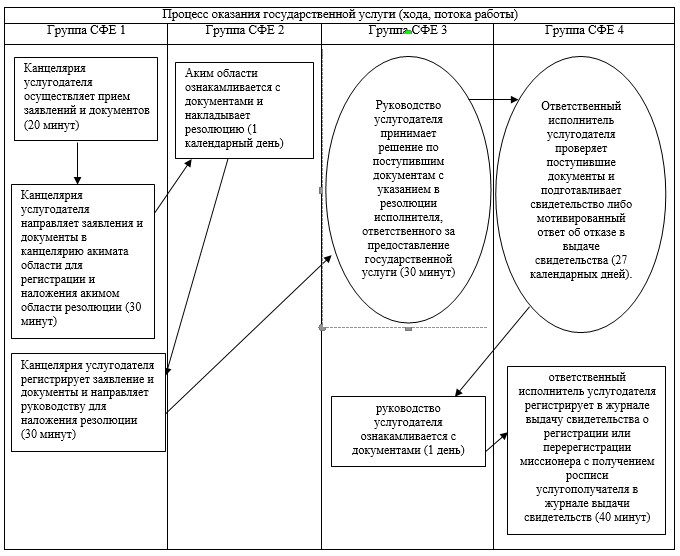 Процесс оказания государственной услуги (хода, потока работы)
Группа СФЕ 1
Группа СФЕ 2
Группа СФЕ 3
Группа СФЕ 4
Канцелярия
услугодателя
осуществляет прием
заявлений и документов
(20 минут)
Канцелярия
услугодателя
направляет заявления и
документы в
канцелярию акимата
области для
регистрации и
наложения акимом
области резолюции (30
минут)
Канцелярия услугодателя
регистрирует заявление и
документы и направляет
руководству для
наложения резолюции
(30 минут)
Аким области
ознакамливается с
документами и
накладывает
резолюцию (1
календарный день)
Руководство
услугодателя
принимает
решение по
поступившим
документам с
указанием в
резолюции
исполнителя,
ответственного за
предоставление
государственной
услуги (30 минут)
руководство
услугодателя
ознакамливается с
документами (1 день)
Ответственный
исполнитель
услугодателя
проверяет
поступившие
документы и
подготавливает
свидетельство либо
мотивированный
ответ об отказе в
выдаче
свидетельства (27
календарных дней).
ответственный
исполнитель услугодателя
регистрирует в журнале
выдачу свидетельства о
регистрации или
перерегистрации
миссионера с получением
росписи
услугополучателя в
журнале выдачи
свидетельств (40 минут)